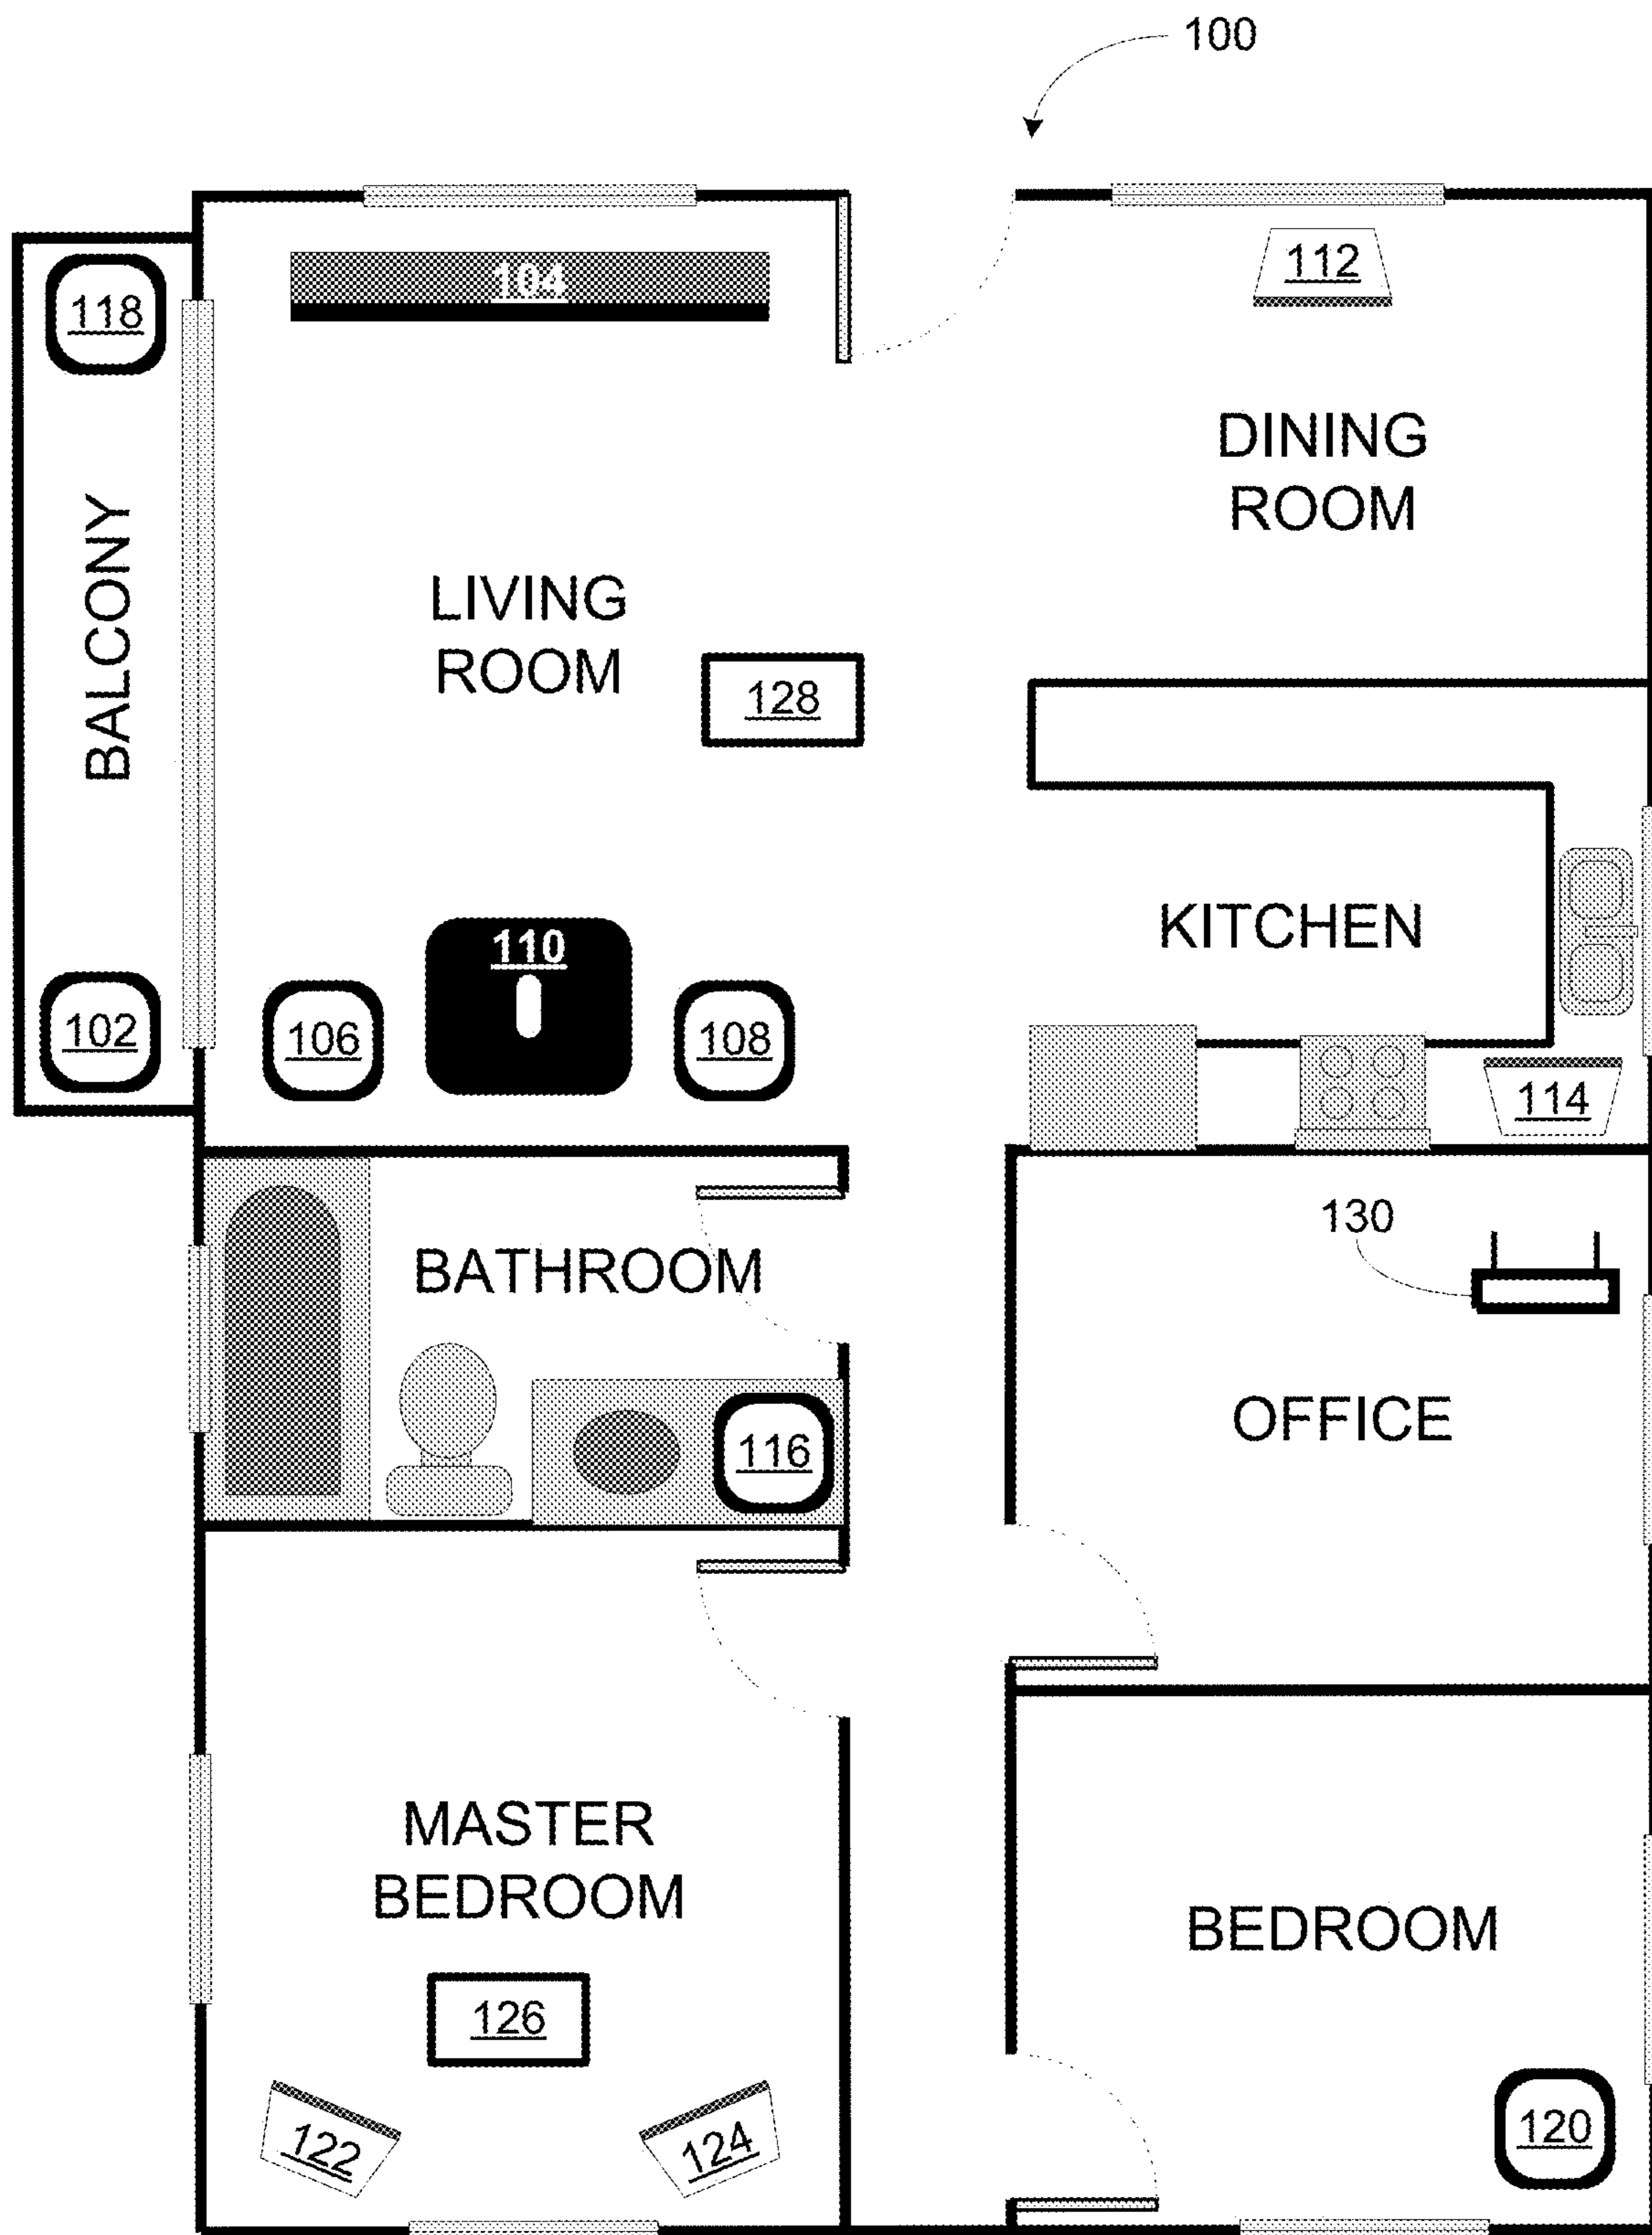 100
104
112
118
DINING
ROOM
BALCONY
LIVING
ROOM
128
KITCHEN
110
102
106
108
114
130
BATHROOM
OFFICE
116
MASTER
BEDROOM
BEDROOM
126
120
122
124